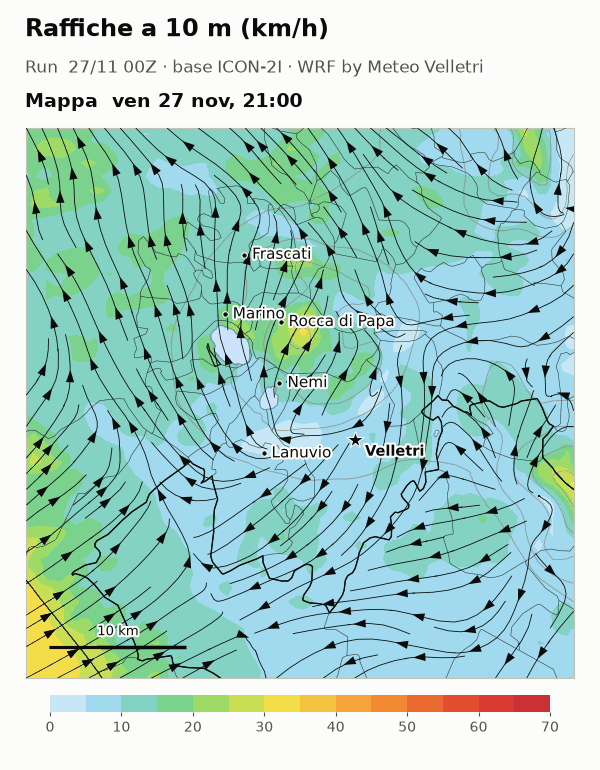 Raffiche a 10 m (km/h)
Run 27/11 00Z · base ICON-2I · WRF by Meteo Velletri
Mappa ven 27 nov, 21:00
Frascati
Marino
Rocca di Papa
Nemi
Velletri
Lanuvio
10 km
0 10 20 30 40 50 60 70